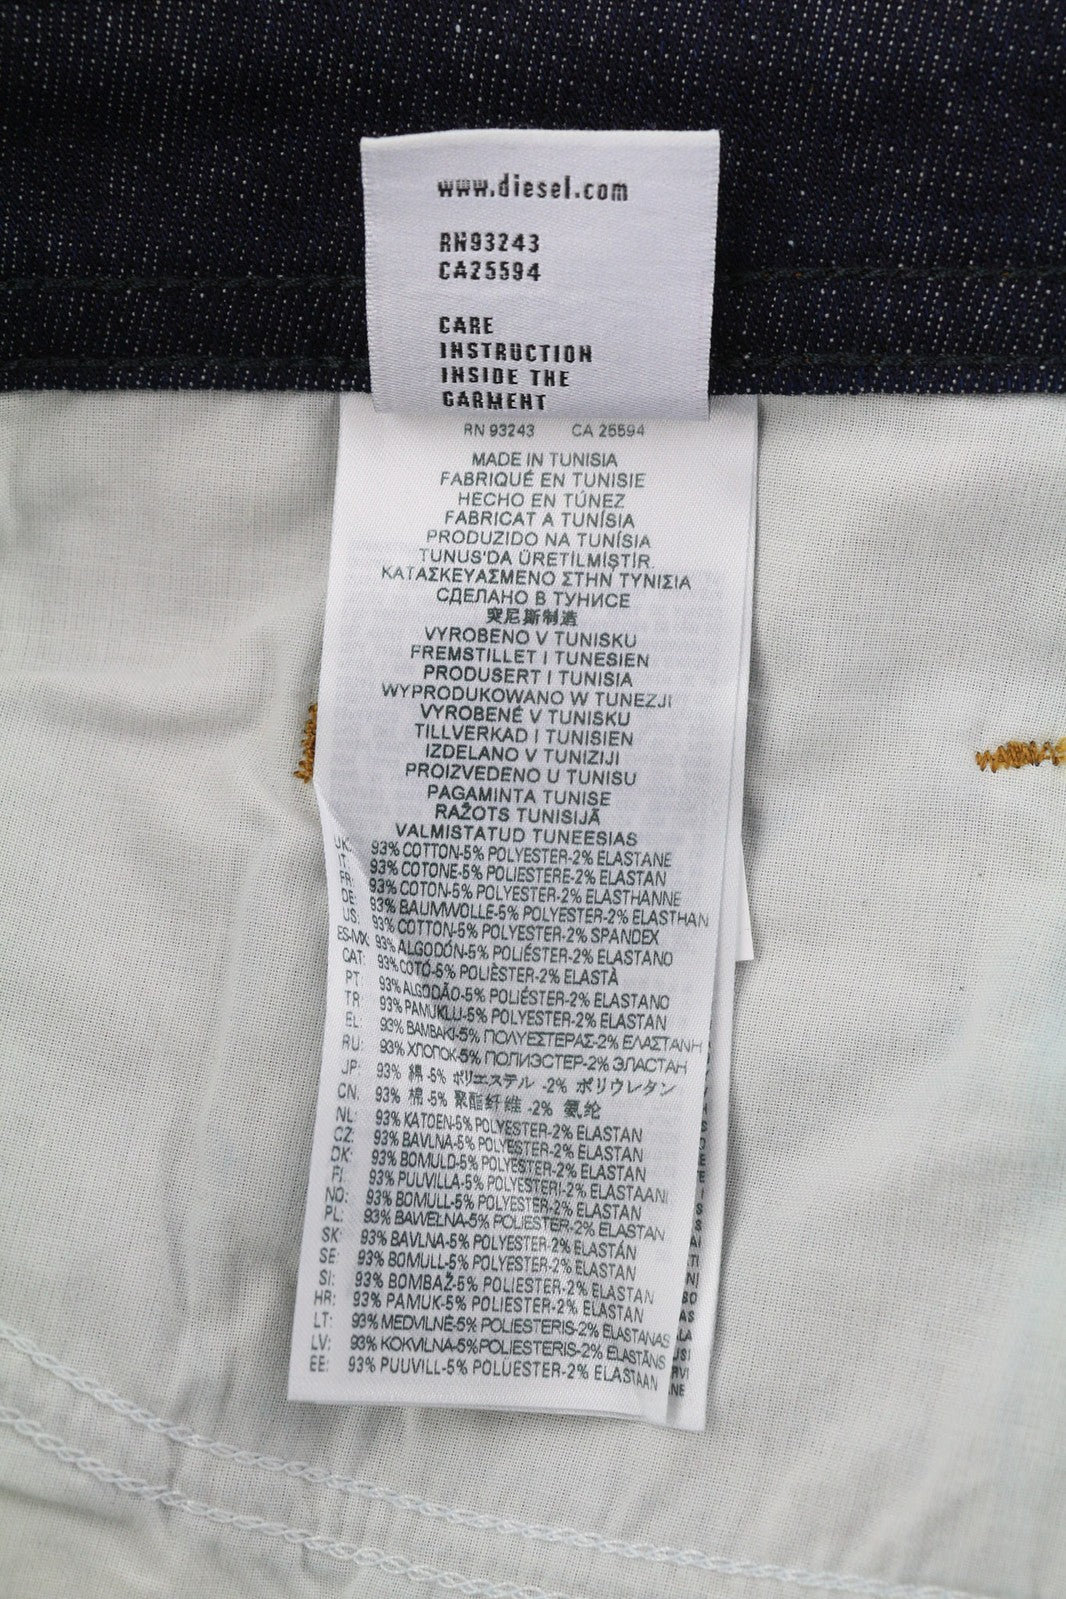 www.diesel.com
RN93243
CA25594
CARE
INSTRUCTION
INSIDE THE
GARMENT
RN 93243 CA 25594
MADE IN TUNISIA
FABRIQUÉ EN TUNISIE
HECHO EN TÚNEZ
FABRICAT A TUNÍSIA
PRODUZIDO NA TUNÍSIA
TUNUS'DA ÜRETİLMİŞTİR.
ΚΑΤΑΣΚΕΥΑΣΜΕΝΟ ΣΤΗΝ ΤΥΝΙΣΙΑ
СДЕЛАНО В ТУНИСЕ
突尼斯制造
VYROBENO V TUNISKU
FREMSTILLET I TUNESIEN
PRODUSERT I TUNISIA
WYPRODUKOWANO W TUNEZJI
VYROBENÉ V TUNISKU
TILLVERKAD I TUNISIEN
IZDELANO V TUNIZIJI
PROIZVEDENO U TUNISU
PAGAMINTA TUNISE
RAŽOTS TUNISIJĀ
VALMISTATUD TUNEESIAS
UK: 93% COTTON-5% POLYESTER-2% ELASTANE
IT: 93% COTONE-5% POLIESTERE-2% ELASTAN
FR: 93% COTON-5% POLYESTER-2% ELASTHANNE
DE: 93% BAUMWOLLE-5% POLYESTER-2% ELASTHAN
US: 93% COTTON-5% POLYESTER-2% SPANDEX
ES-MX: 93% ALGODÓN-5% POLIÉSTER-2% ELASTANO
CAT: 93% COTÓ-5% POLIÈSTER-2% ELASTÀ
PT: 93% ALGODÃO-5% POLIÉSTER-2% ELASTANO
TR: 93% PAMUKLU-5% POLYESTER-2% ELASTAN
EL: 93% ΒΑΜΒΑΚΙ-5% ΠΟΛΥΕΣΤΕΡΑΣ-2% ΕΛΑΣΤΑΝΗ
RU: 93% ХЛОПОК-5% ПОЛИЭСТЕР-2% ЭЛАСТАН
JP: 93% 綿 -5% ポリエステル -2% ポリウレタン
CN: 93% 棉 -5% 聚酯纤维 -2% 氨纶
NL: 93% KATOEN-5% POLYESTER-2% ELASTAN
CZ: 93% BAVLNA-5% POLYESTER-2% ELASTAN
DK: 93% BOMULD-5% POLYESTER-2% ELASTAN
FI: 93% PUUVILLA-5% POLYESTERI-2% ELASTAANI
NO: 93% BOMULL-5% POLYESTER-2% ELASTAN
PL: 93% BAWEŁNA-5% POLIESTER-2% ELASTAN
SK: 93% BAVLNA-5% POLYESTER-2% ELASTÁN
SE: 93% BOMULL-5% POLYESTER-2% ELASTAN
SI: 93% BOMBAŽ-5% POLIESTER-2% ELASTAN
HR: 93% PAMUK-5% POLIESTER-2% ELASTAN
LT: 93% MEDVILNĖ-5% POLIESTERIS-2% ELASTANAS
LV: 93% KOKVILNA-5% POLIESTERIS-2% ELASTĀNS
EE: 93% PUUVILL-5% POLÜESTER-2% ELASTAAN